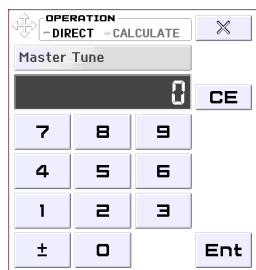 OPERATION
DIRECT CALCULATE
Master Tune
0
CE
7 8 9
4 5 6
1 2 3
± 0 Ent